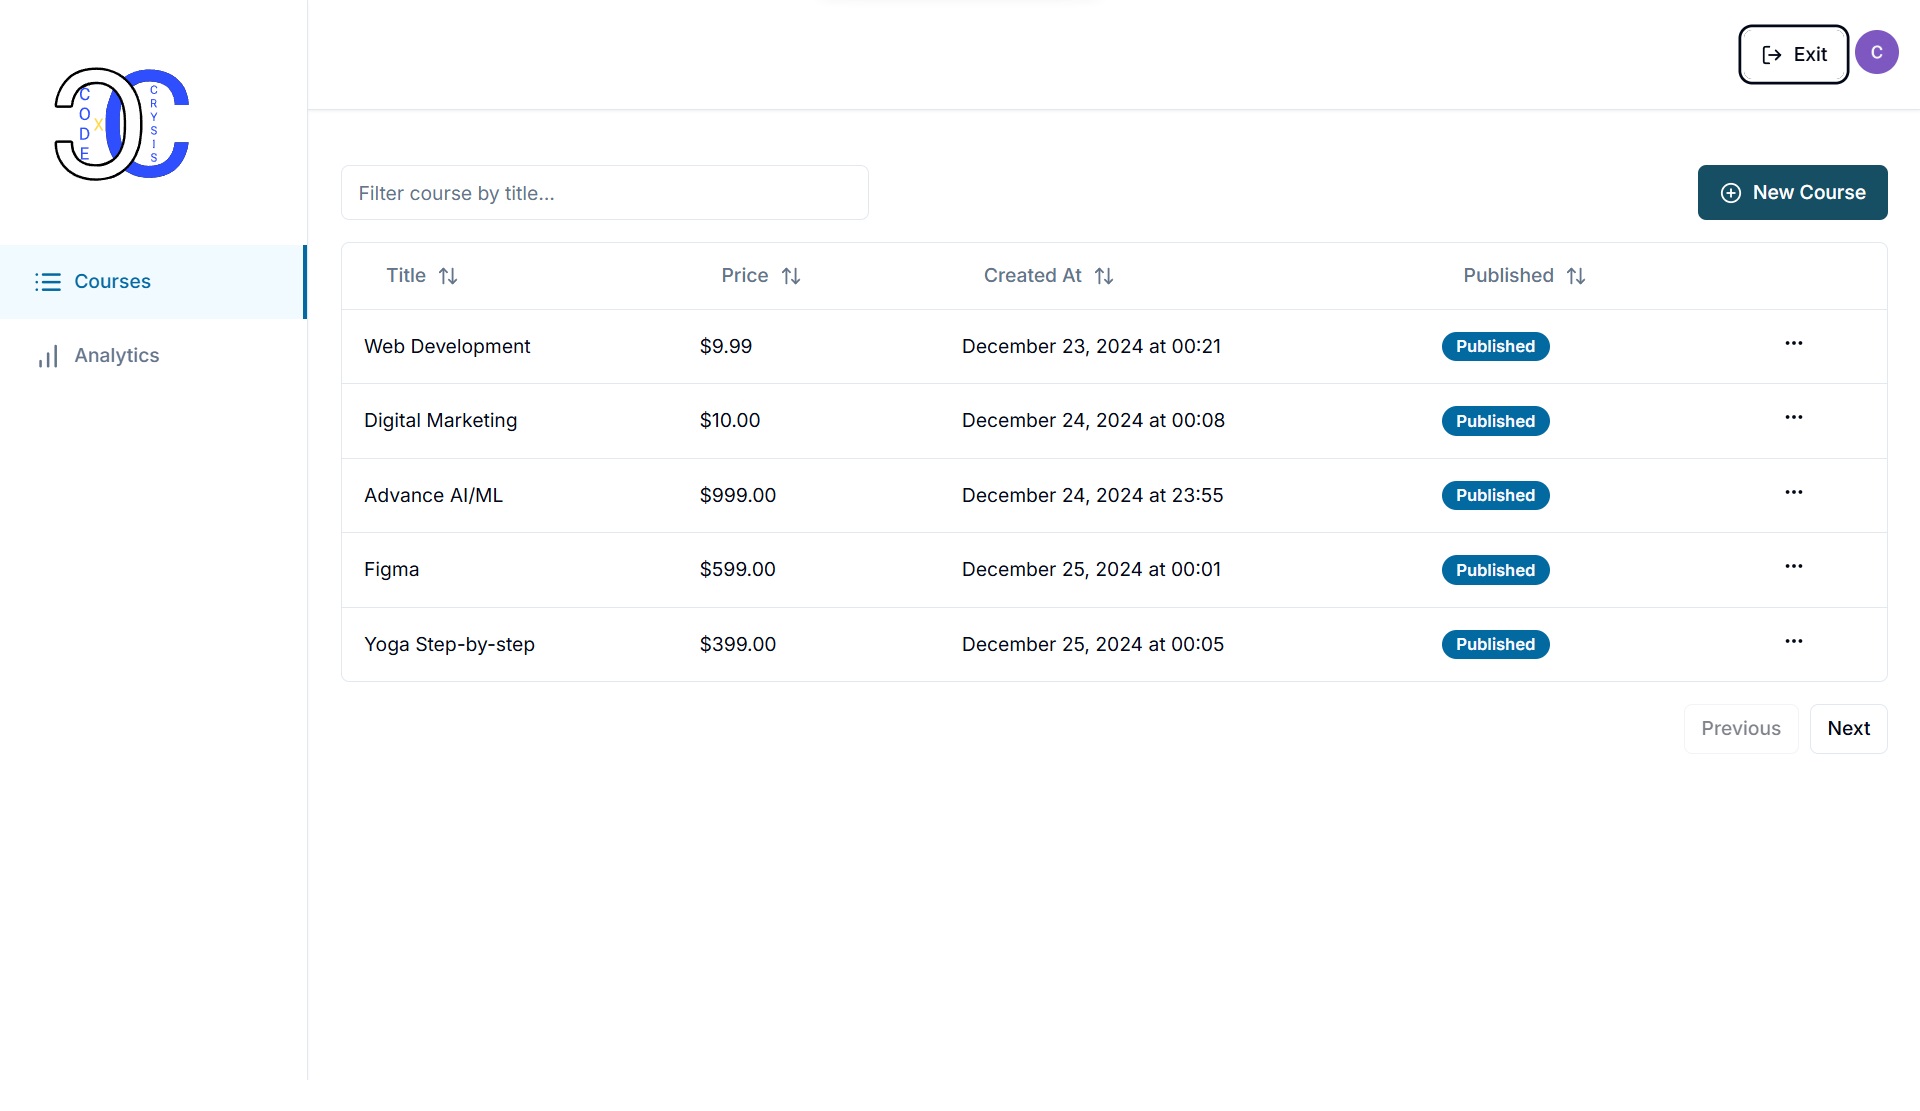 CODE
X
CRYSIS
Exit
C
Filter course by title...
New Course
Courses
Analytics
Title Price Created At Published
Web Development $9.99 December 23, 2024 at 00:21 Published
Digital Marketing $10.00 December 24, 2024 at 00:08 Published
Advance AI/ML $999.00 December 24, 2024 at 23:55 Published
Figma $599.00 December 25, 2024 at 00:01 Published
Yoga Step-by-step $399.00 December 25, 2024 at 00:05 Published
Previous Next